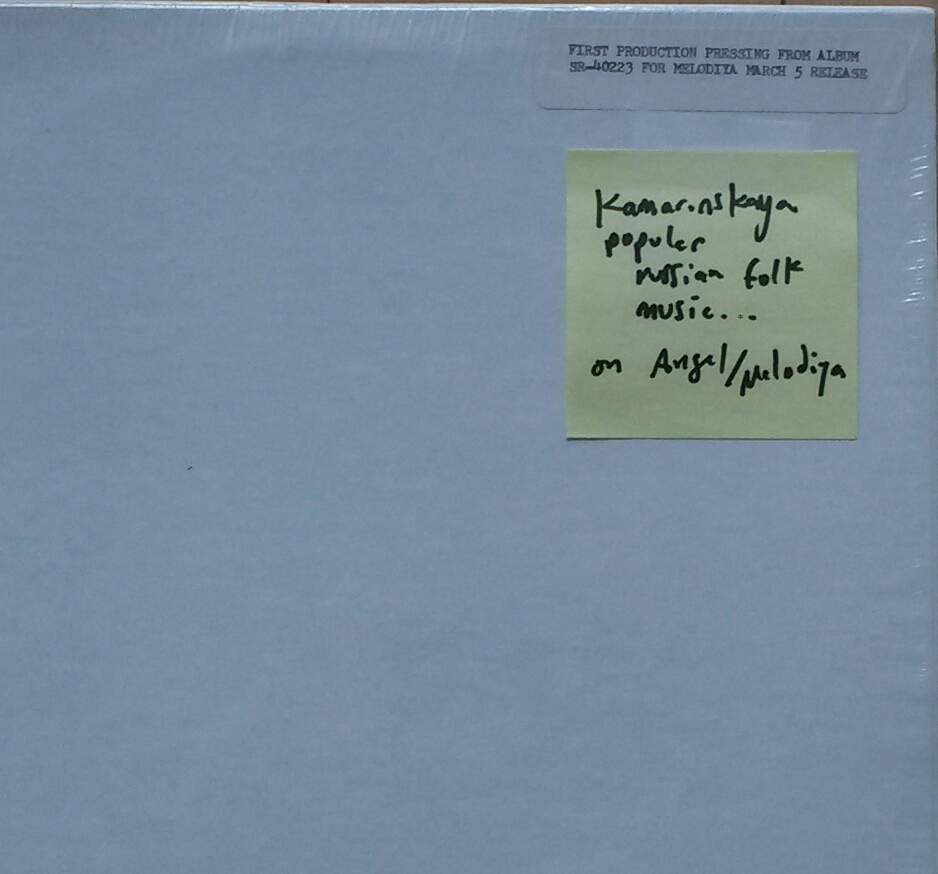 FIRST PRODUCTION PRESSING FROM ALBUM
SR-40223 FOR MELODIYA MARCH 5 RELEASE
Kamarinskaya
populer
russian folk
music...
on Angel/Melodiya